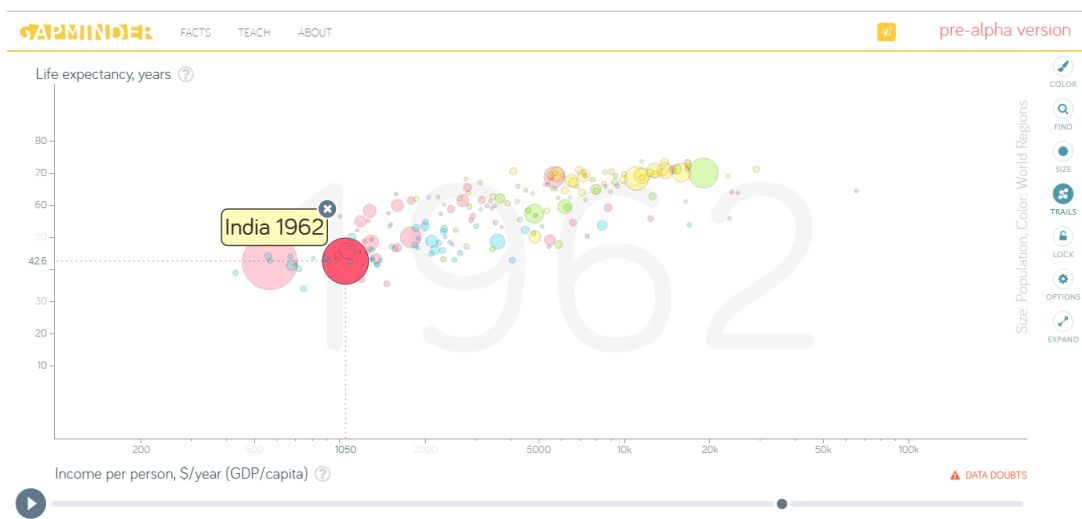 GAPMINDER FACTS TEACH ABOUT pre-alpha version
Life expectancy, years ?
COLOR
FIND
SIZE
TRAILS
LOCK
OPTIONS
EXPAND
Size: Population, Color: World Regions
1962
India 1962
80
70
60
50
42.6
30
20
10
200 500 1050 2000 5000 10k 20k 50k 100k
Income per person, $/year (GDP/capita) ? DATA DOUBTS